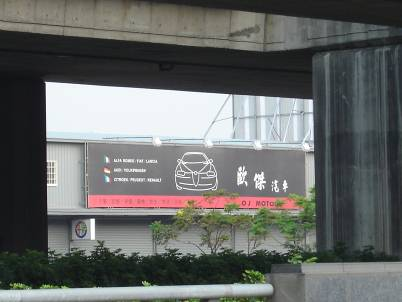 ALFA ROMEO / FIAT / LANCIA
AUDI / VOLKSWAGEN
CITROEN / PEUGEOT / RENAULT
歐傑汽車
OJ MOTO